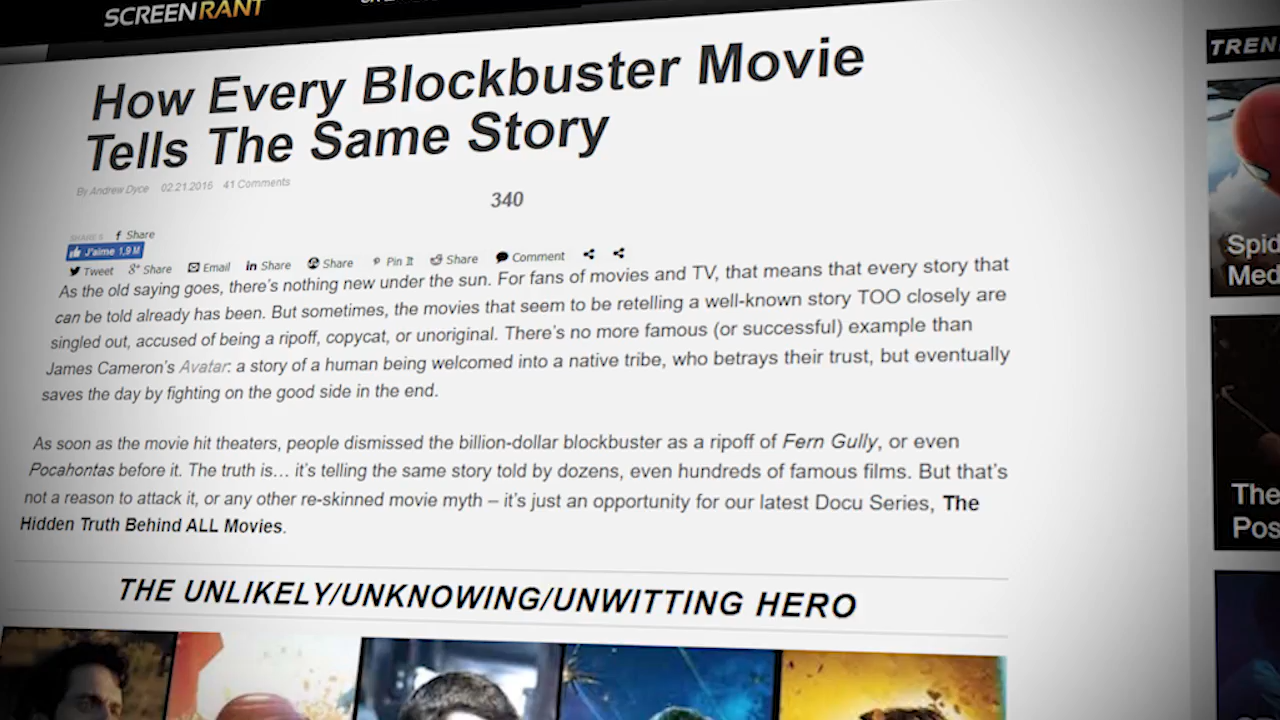 SCREENRANT
How Every Blockbuster Movie
Tells The Same Story
By Andrew Dyce 02.21.2016 41 Comments
340
SHARES f Share
J'aime 1,9 M
Tweet g+ Share Email in Share Share Pin It Share Comment
As the old saying goes, there's nothing new under the sun. For fans of movies and TV, that means that every story that
can be told already has been. But sometimes, the movies that seem to be retelling a well-known story TOO closely are
singled out, accused of being a ripoff, copycat, or unoriginal. There's no more famous (or successful) example than
James Cameron's Avatar: a story of a human being welcomed into a native tribe, who betrays their trust, but eventually
saves the day by fighting on the good side in the end.
As soon as the movie hit theaters, people dismissed the billion-dollar blockbuster as a ripoff of Fern Gully, or even
Pocahontas before it. The truth is… it's telling the same story told by dozens, even hundreds of famous films. But that's
not a reason to attack it, or any other re-skinned movie myth – it's just an opportunity for our latest Docu Series, The
Hidden Truth Behind ALL Movies.
THE UNLIKELY/UNKNOWING/UNWITTING HERO
TREN
Spid
Med
The
Pos